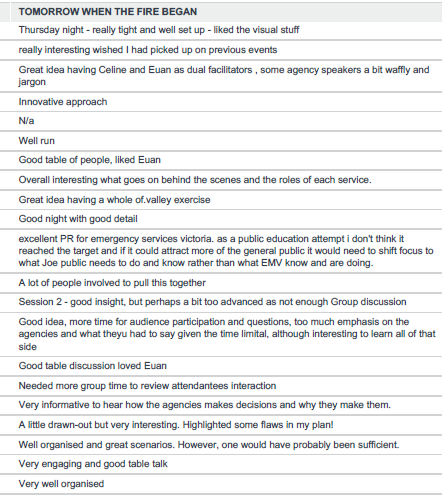 TOMORROW WHEN THE FIRE BEGAN
Thursday night - really tight and well set up - liked the visual stuff
really interesting wished I had picked up on previous events
Great idea having Celine and Euan as dual facilitators , some agency speakers a bit waffly and
jargon
Innovative approach
N/a
Well run
Good table of people, liked Euan
Overall interesting what goes on behind the scenes and the roles of each service.
Great idea having a whole of.valley exercise
Good night with good detail
excellent PR for emergency services victoria. as a public education attempt i don't think it
reached the target and if it could attract more of the general public it would need to shift focus to
what Joe public needs to do and know rather than what EMV know and are doing.
A lot of people involved to pull this together
Session 2 - good insight, but perhaps a bit too advanced as not enough Group discussion
Good idea, more time for audience participation and questions, too much emphasis on the
agencies and what theyu had to say given the time limital, although interesting to learn all of that
side
Good table discussion loved Euan
Needed more group time to review attendantees interaction
Very informative to hear how the agencies makes decisions and why they make them.
A little drawn-out but very interesting. Highlighted some flaws in my plan!
Well organised and great scenarios. However, one would have probably been sufficient.
Very engaging and good table talk
Very well organised